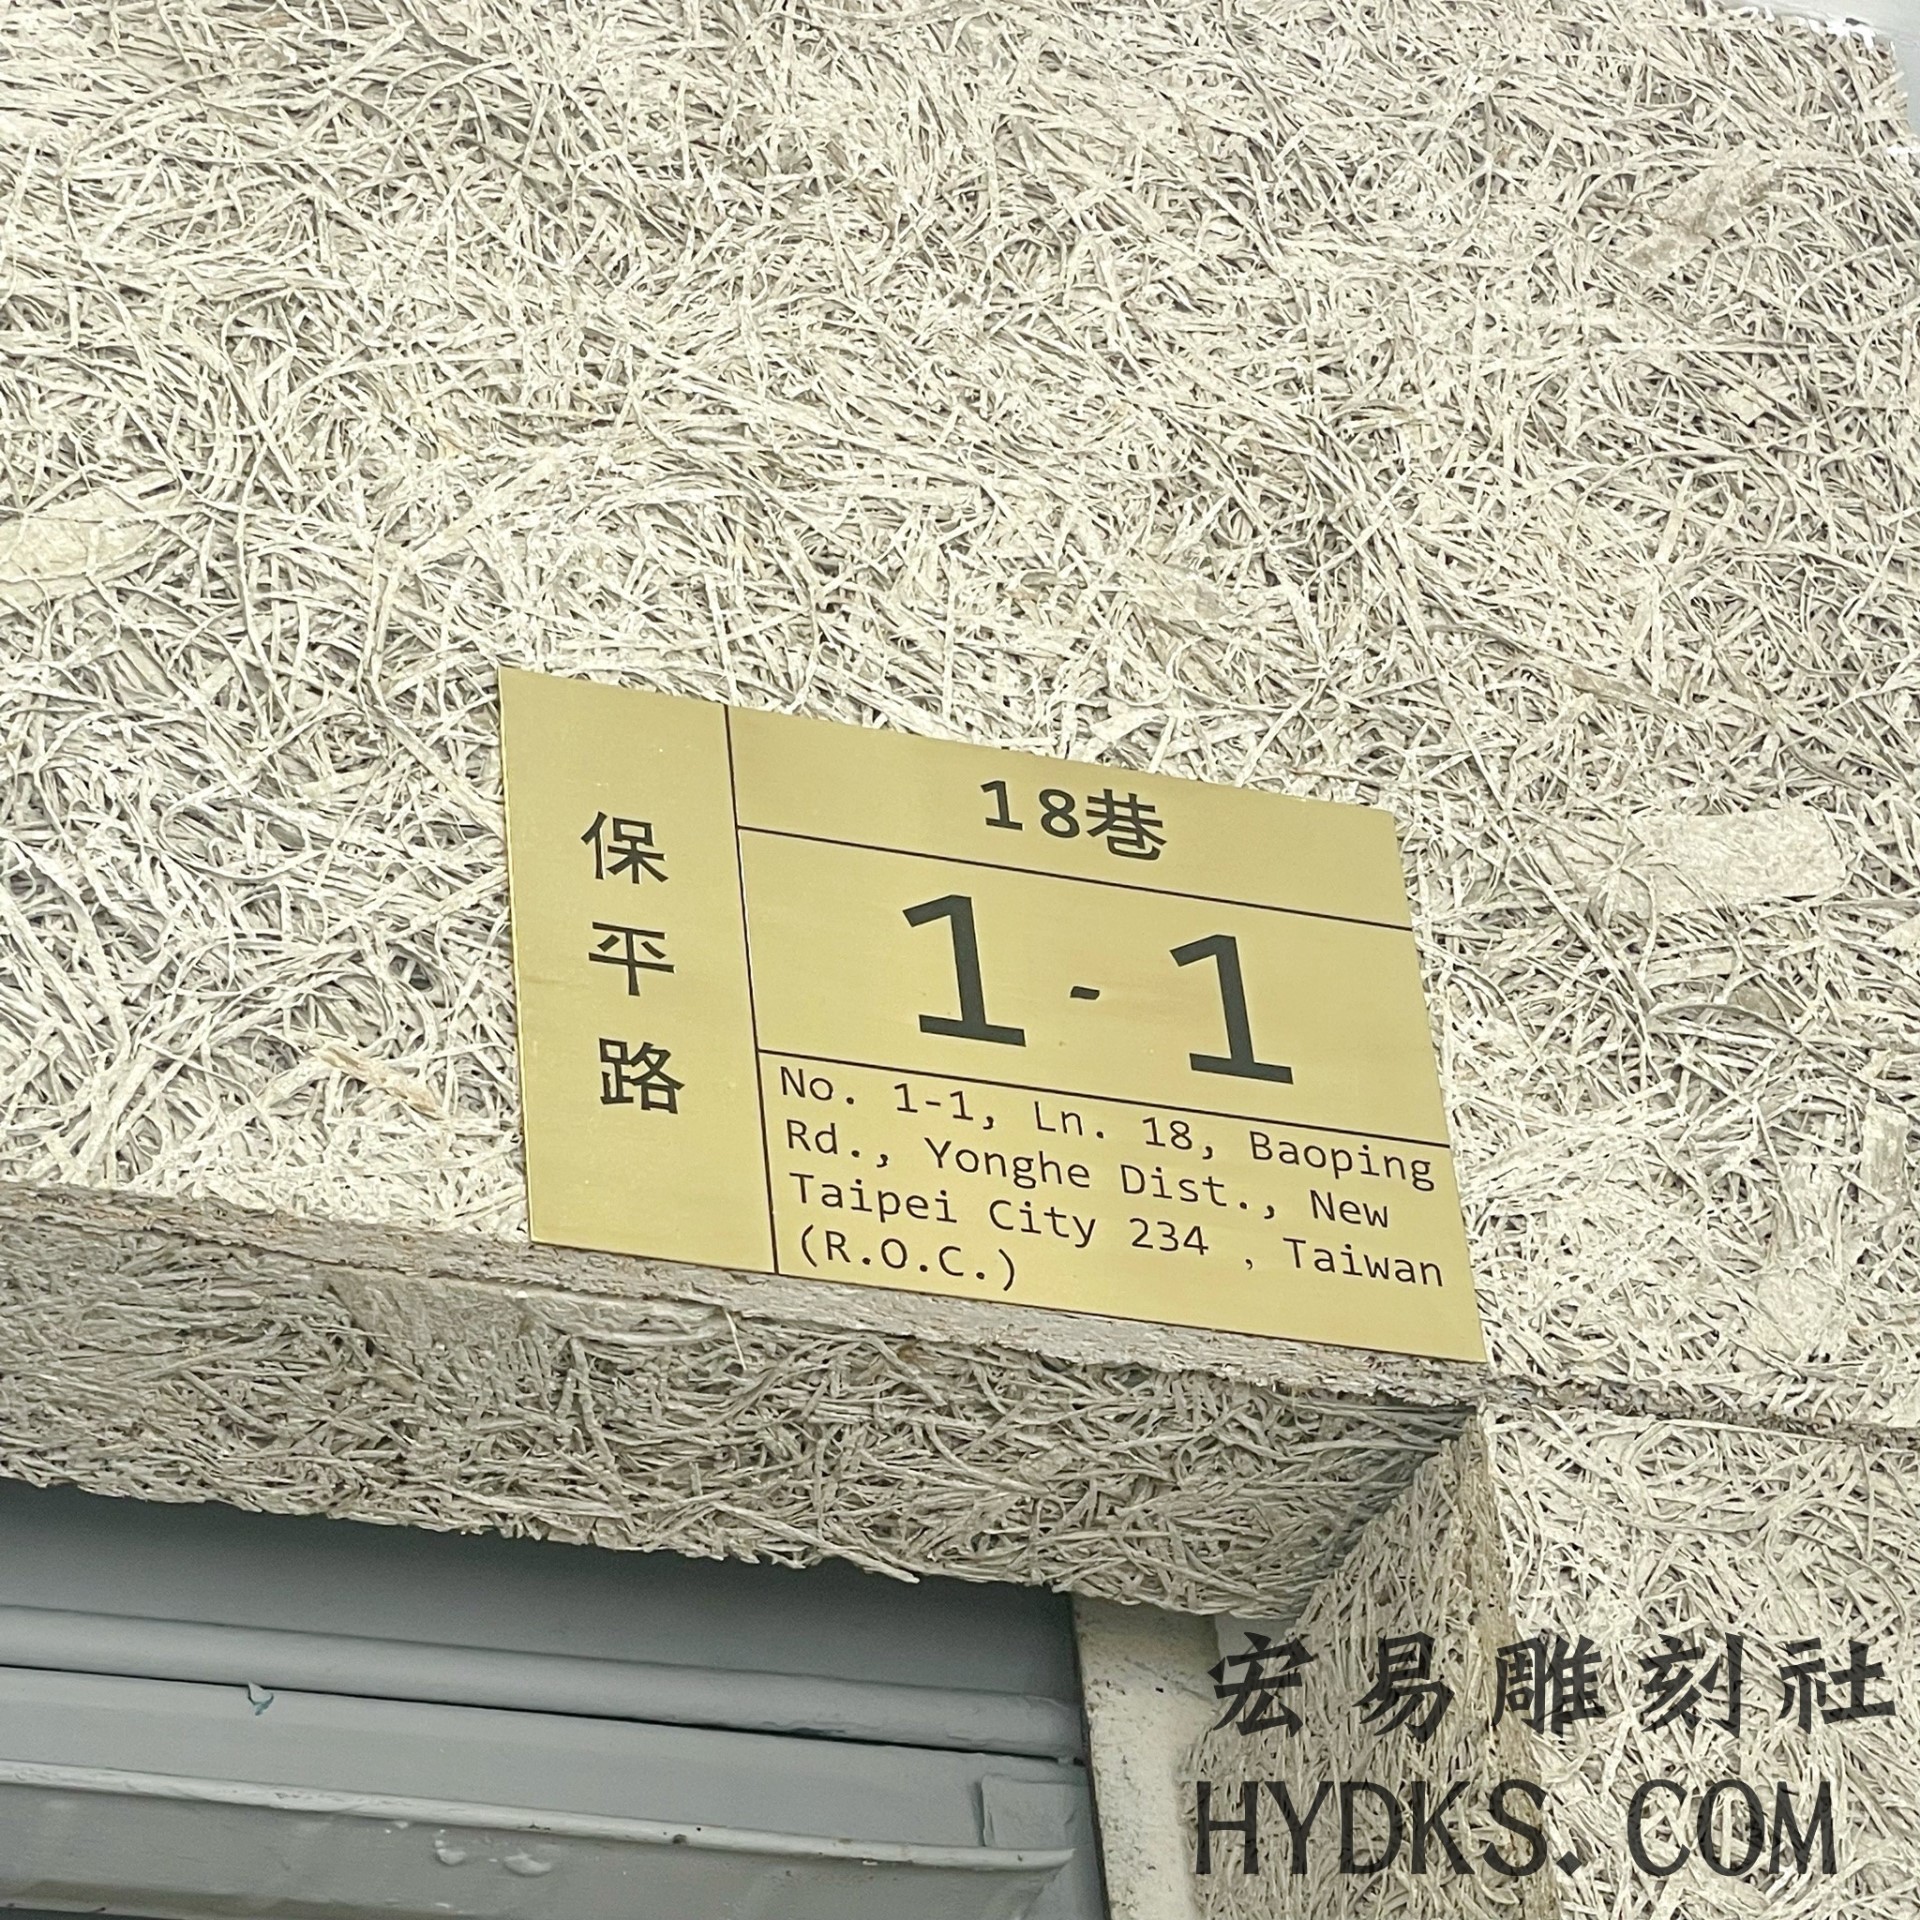 保平路
18巷
1-1
No. 1-1, Ln. 18, Baoping
Rd., Yonghe Dist., New
Taipei City 234 , Taiwan
(R.O.C.)
宏易雕刻社
HYDKS.COM